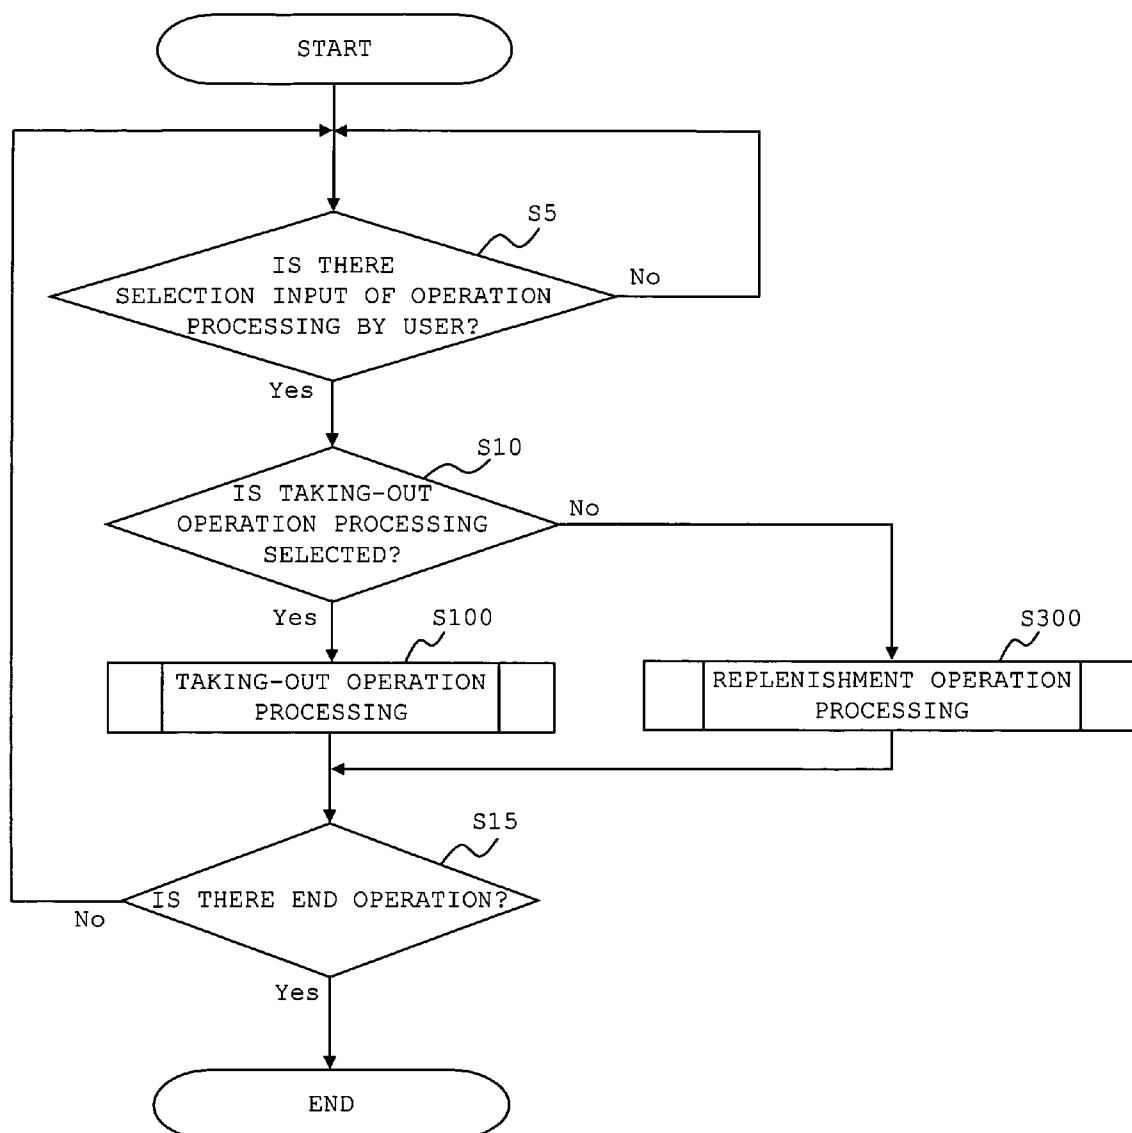 START
S5
IS THERE
SELECTION INPUT OF OPERATION
PROCESSING BY USER?
No
Yes
S10
IS TAKING-OUT
OPERATION PROCESSING
SELECTED?
No
Yes
S100
S300
TAKING-OUT OPERATION
PROCESSING
REPLENISHMENT OPERATION
PROCESSING
S15
IS THERE END OPERATION?
No
Yes
END